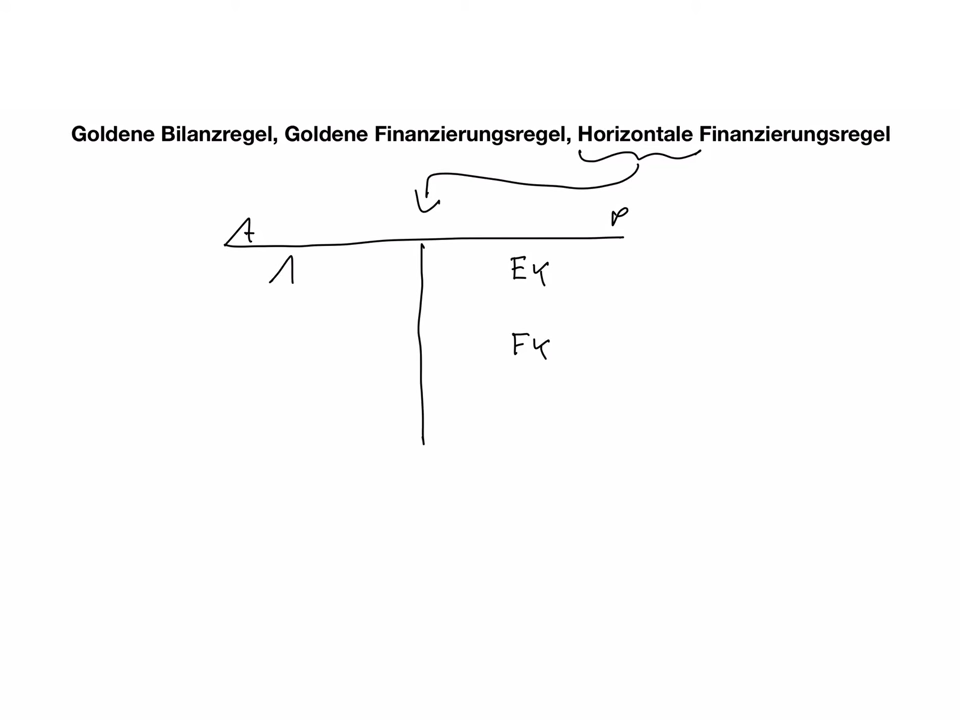 Goldene Bilanzregel, Goldene Finanzierungsregel, Horizontale Finanzierungsregel
A P
EK
FK